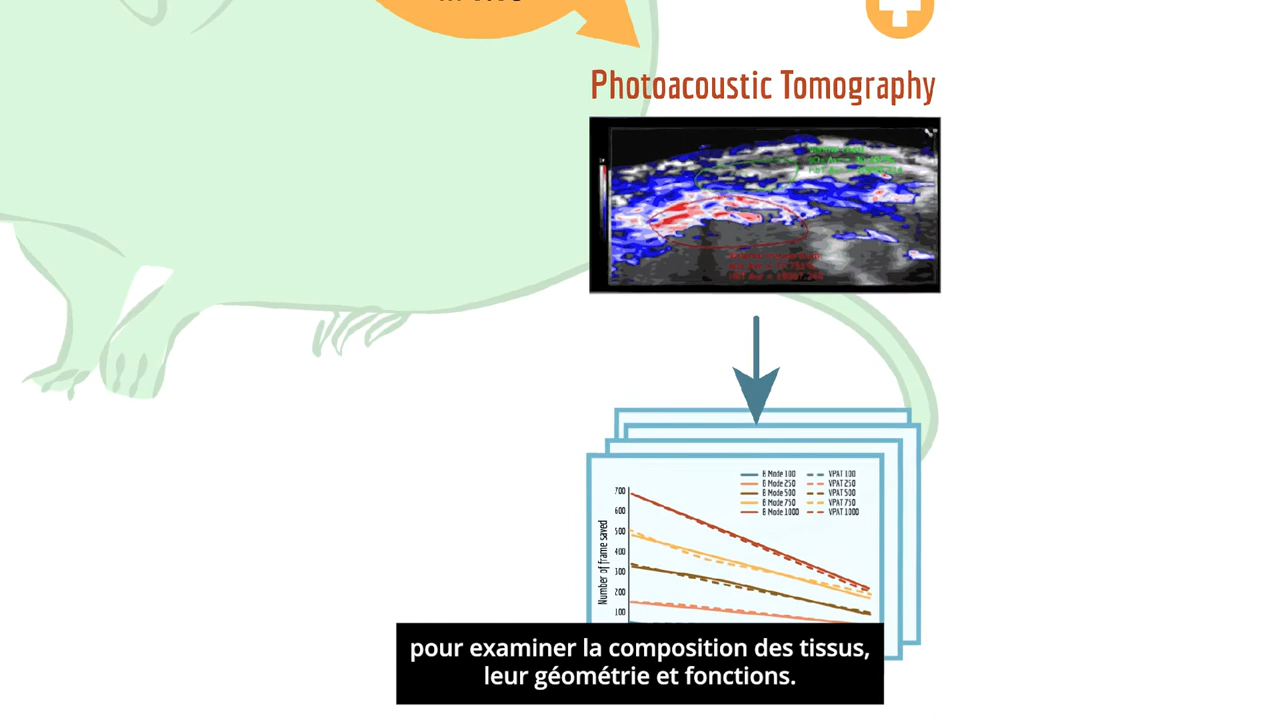 Photoacoustic Tomography
B Mode 100
VPAT 100
B Mode 250
VPAT 250
B Mode 500
VPAT 500
B Mode 750
VPAT 750
B Mode 1000
VPAT 1000
700
600
500
400
300
200
100
Number of frame saved
pour examiner la composition des tissus,
leur géométrie et fonctions.